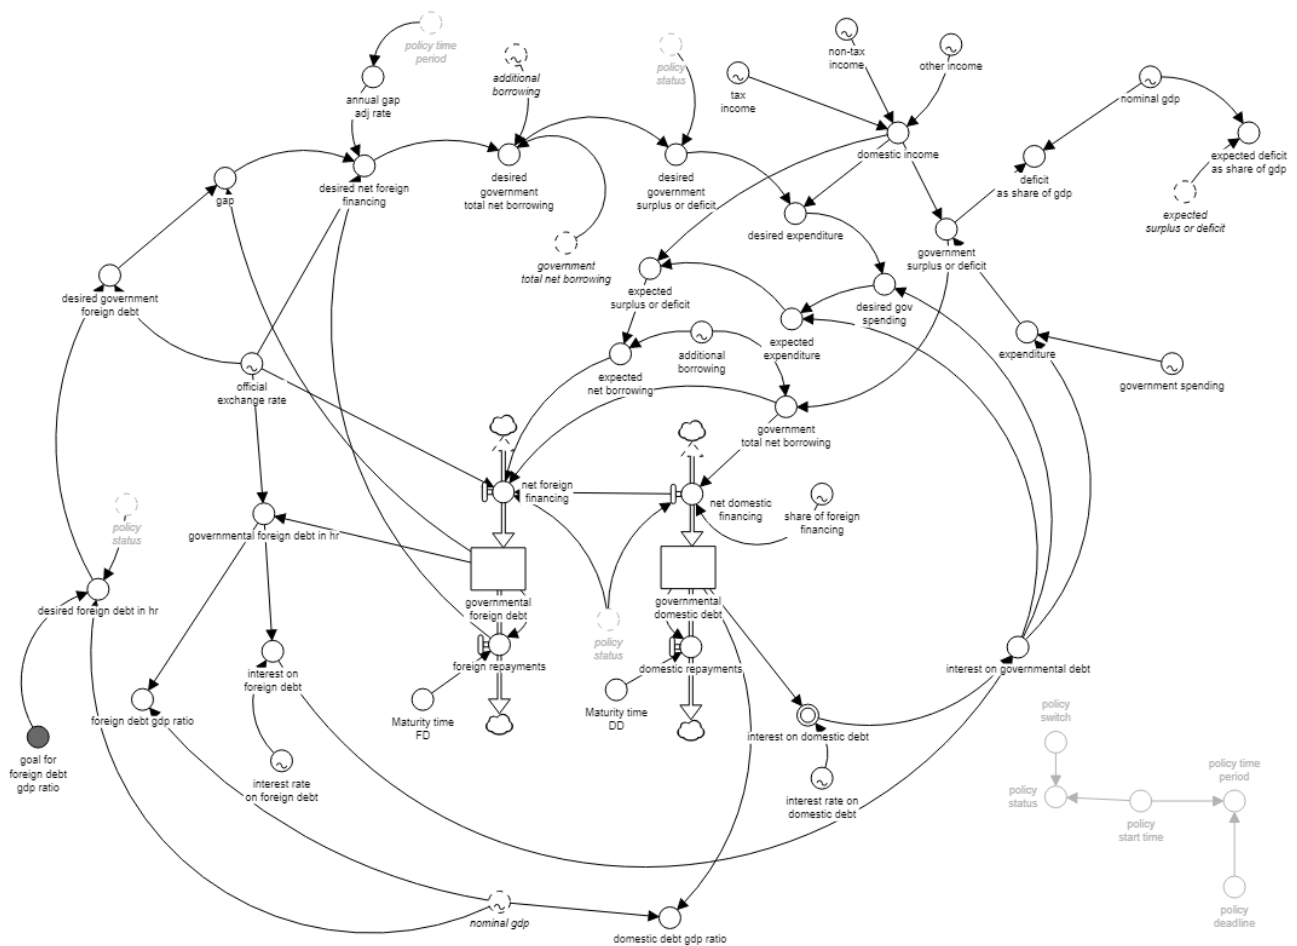 policy time
period
non-tax
income
other income
policy
status
additional
borrowing
tax
income
annual gap
adj rate
nominal gdp
domestic income
expected deficit
as share of gdp
deficit
as share of gdp
gap
desired net foreign
financing
desired
government
total net borrowing
desired
government
surplus or deficit
expected
surplus or deficit
desired expenditure
government
surplus or deficit
government
total net borrowing
desired government
foreign debt
expected
surplus or deficit
desired gov
spending
expected
expenditure
expenditure
additional
borrowing
government spending
official
exchange rate
expected
net borrowing
government
total net borrowing
net foreign
financing
net domestic
financing
share of foreign
financing
policy
status
governmental foreign debt in hr
desired foreign debt in hr
governmental
foreign debt
governmental
domestic debt
policy
status
foreign repayments
domestic repayments
interest on governmental debt
interest on
foreign debt
foreign debt gdp ratio
Maturity time
FD
Maturity time
DD
interest on domestic debt
policy
switch
goal for
foreign debt
gdp ratio
interest rate
on foreign debt
interest rate on
domestic debt
policy time
period
policy
status
policy
start time
policy
deadline
nominal gdp
domestic debt gdp ratio